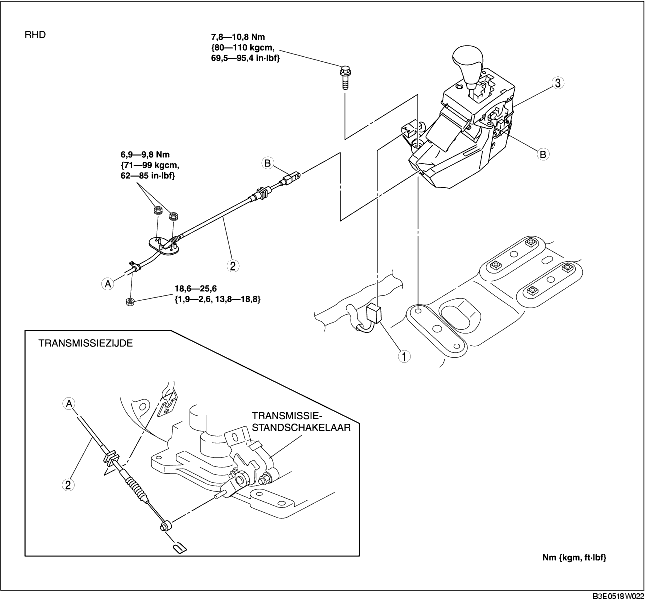 RHD
7,8—10,8 Nm
{80—110 kgcm,
69,5—95,4 in·lbf}
3
B
B
6,9—9,8 Nm
{71—99 kgcm,
62—85 in·lbf}
2
A
18,6—25,6
{1,9—2,6, 13,8—18,8}
1
TRANSMISSIEZIJDE
A
TRANSMISSIE-
STANDSCHAKELAAR
2
Nm {kgm, ft·lbf}
B3E0518W022